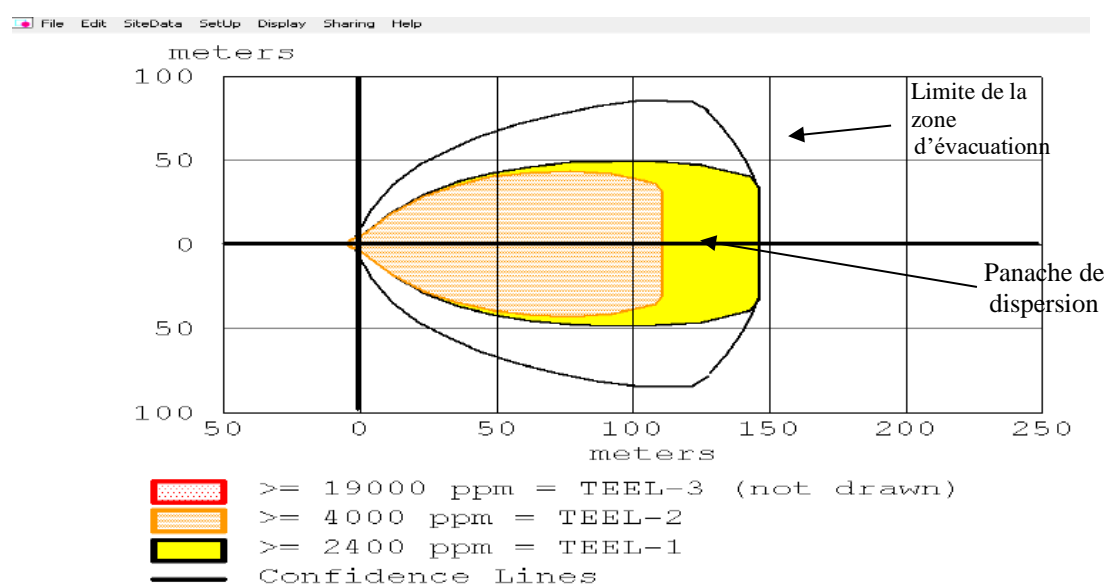 File Edit SiteData SetUp Display Sharing Help
meters
100
50
0
50
100
50 0 50 100 150 200 250
meters
Limite de la
zone
d’évacuationn
Panache de
dispersion
>= 19000 ppm = TEEL-3 (not drawn)
>= 4000 ppm = TEEL-2
>= 2400 ppm = TEEL-1
Confidence Lines